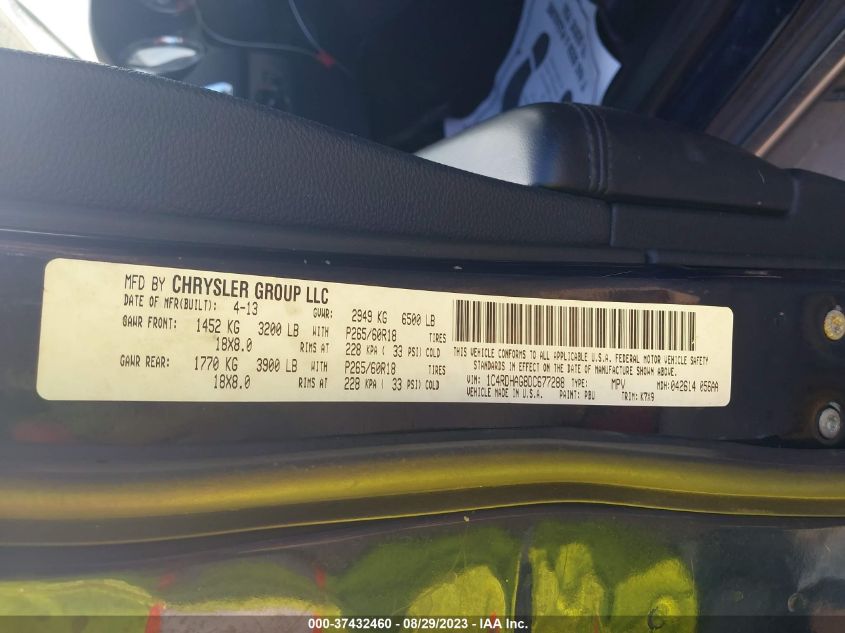 MFD BY CHRYSLER GROUP LLC
DATE OF MFR(BUILT): 4-13 GVWR: 2949 KG 6500 LB
GAWR FRONT: 1452 KG 3200 LB WITH P265/60R18 TIRES
18X8.0 RIMS AT 228 KPA ( 33 PSI) COLD
GAWR REAR: 1770 KG 3900 LB WITH P265/60R18 TIRES
18X8.0 RIMS AT 228 KPA ( 33 PSI) COLD
THIS VEHICLE CONFORMS TO ALL APPLICABLE U.S.A. FEDERAL MOTOR VEHICLE SAFETY
STANDARDS IN EFFECT ON THE DATE OF MANUFACTURE SHOWN ABOVE.
VIN: 1C4RDHAG8DC677288 TYPE: MPV MDH: 042614 056AA
VEHICLE MADE IN U.S.A. PAINT: PBU TRIM: K7X9
000-37432460 - 08/29/2023 - IAA Inc.